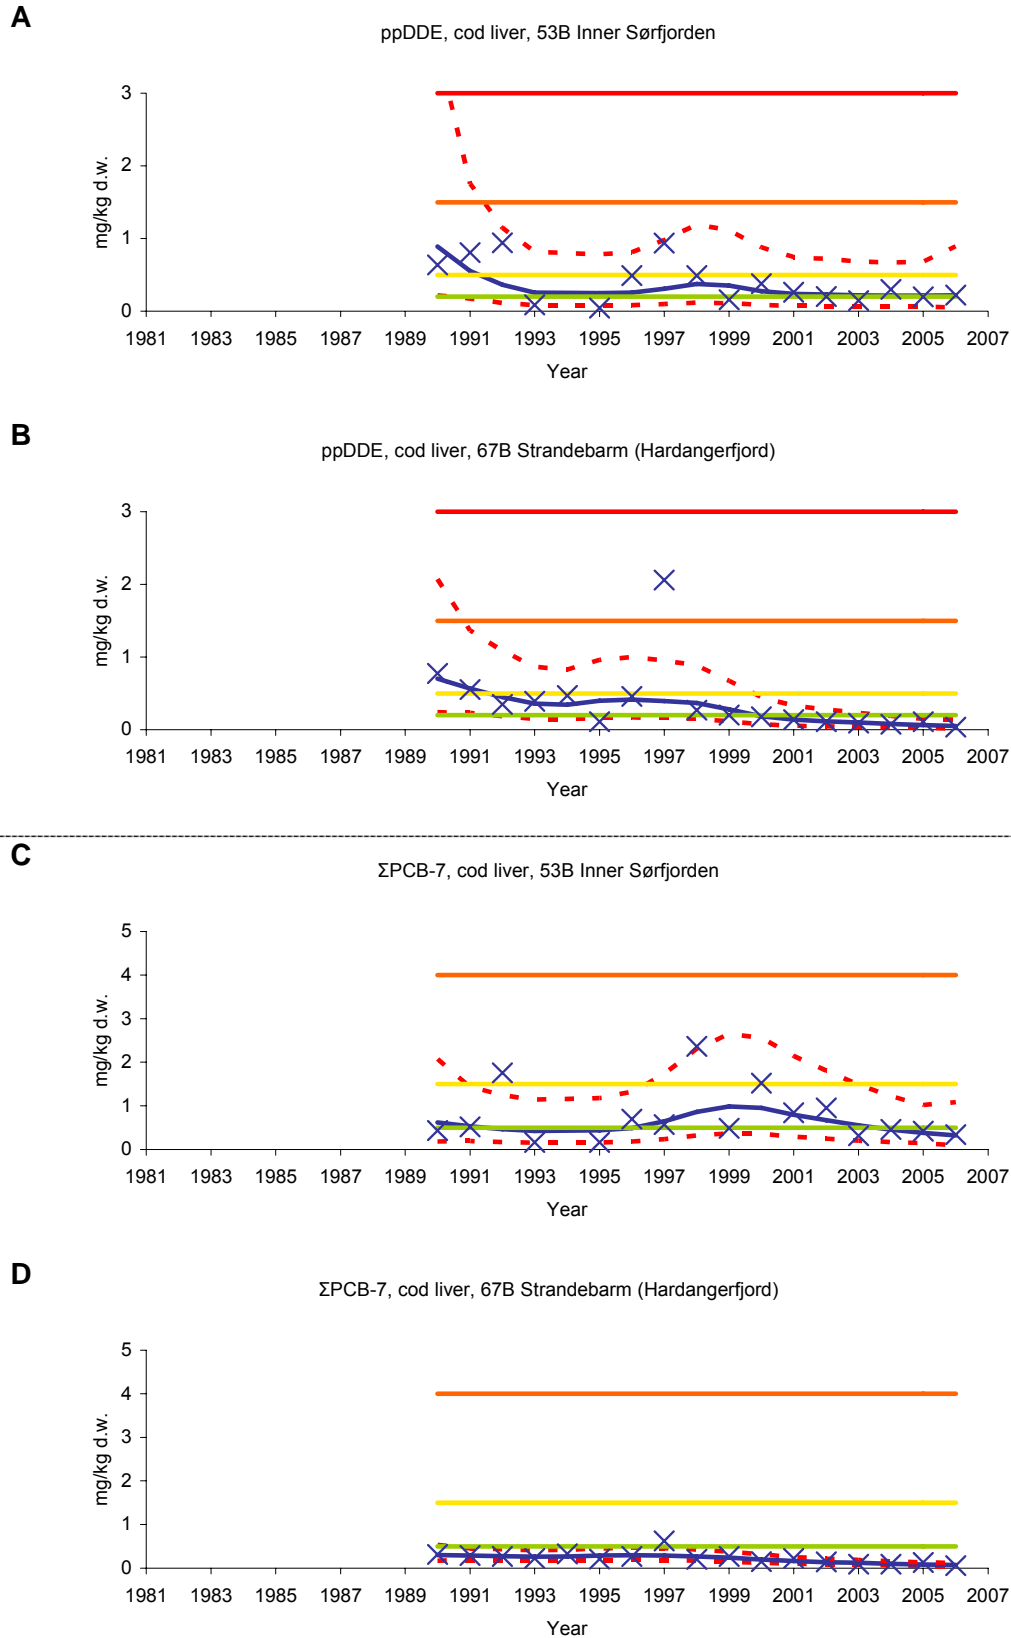 A
ppDDE, cod liver, 53B Inner Sørfjorden
3
2
1
0
mg/kg d.w.
1981 1983 1985 1987 1989 1991 1993 1995 1997 1999 2001 2003 2005 2007
Year
B
ppDDE, cod liver, 67B Strandebarm (Hardangerfjord)
3
2
1
0
mg/kg d.w.
1981 1983 1985 1987 1989 1991 1993 1995 1997 1999 2001 2003 2005 2007
Year
C
ΣPCB-7, cod liver, 53B Inner Sørfjorden
5
4
3
2
1
0
mg/kg d.w.
1981 1983 1985 1987 1989 1991 1993 1995 1997 1999 2001 2003 2005 2007
Year
D
ΣPCB-7, cod liver, 67B Strandebarm (Hardangerfjord)
5
4
3
2
1
0
mg/kg d.w.
1981 1983 1985 1987 1989 1991 1993 1995 1997 1999 2001 2003 2005 2007
Year